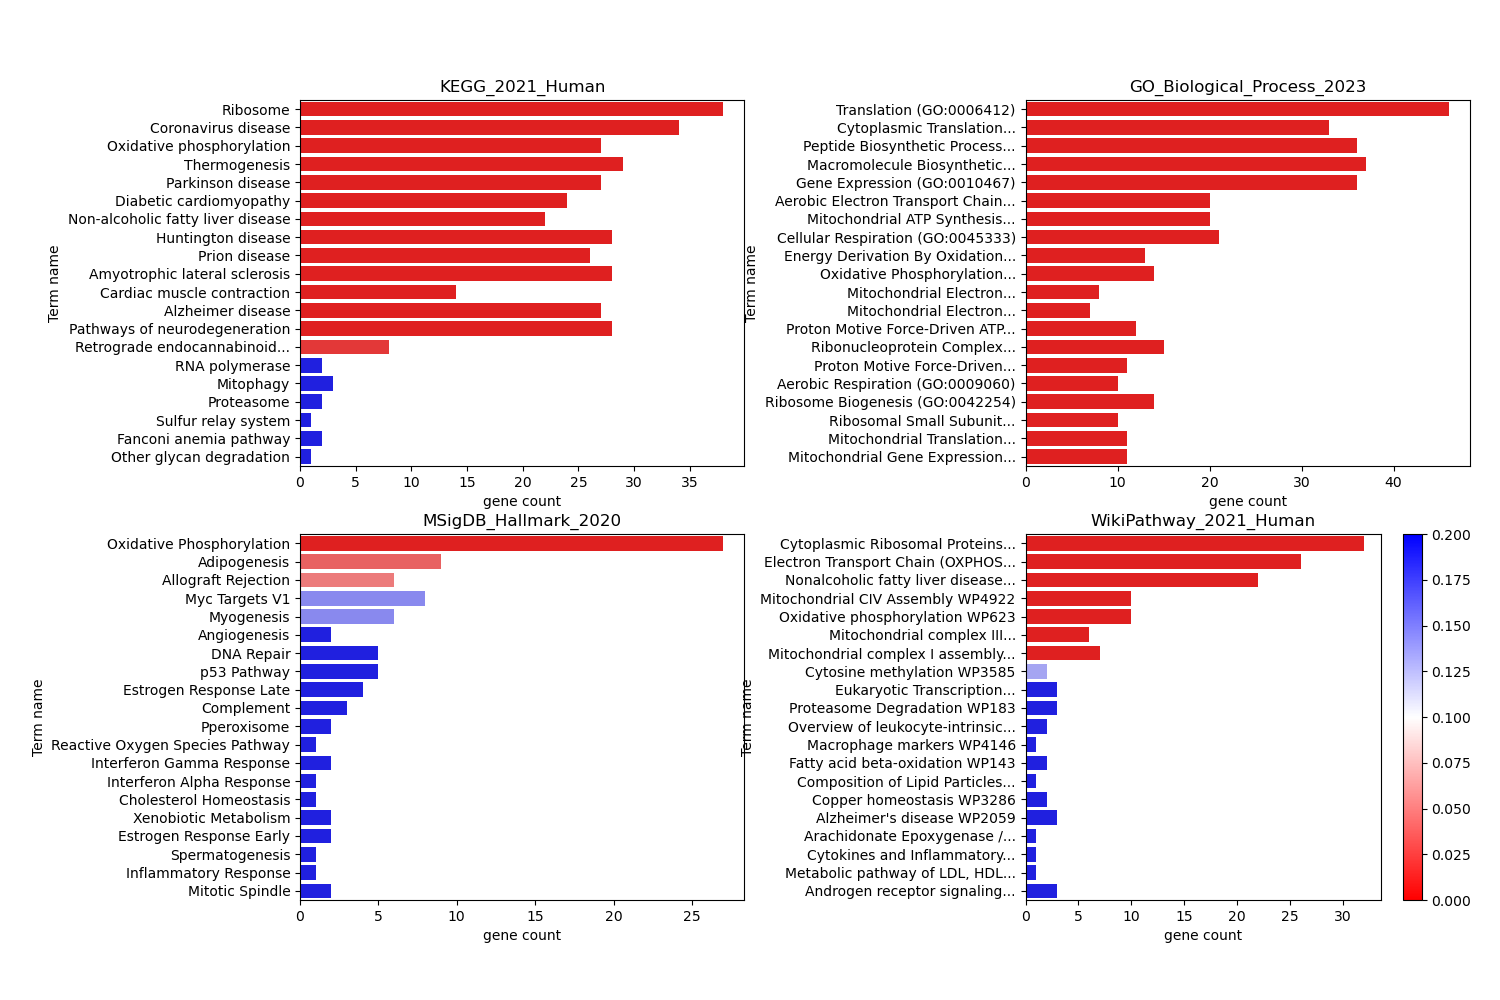 KEGG_2021_Human
Term name
Ribosome
Coronavirus disease
Oxidative phosphorylation
Thermogenesis
Parkinson disease
Diabetic cardiomyopathy
Non-alcoholic fatty liver disease
Huntington disease
Prion disease
Amyotrophic lateral sclerosis
Cardiac muscle contraction
Alzheimer disease
Pathways of neurodegeneration
Retrograde endocannabinoid...
RNA polymerase
Mitophagy
Proteasome
Sulfur relay system
Fanconi anemia pathway
Other glycan degradation
0 5 10 15 20 25 30 35
gene count
GO_Biological_Process_2023
Term name
Translation (GO:0006412)
Cytoplasmic Translation...
Peptide Biosynthetic Process...
Macromolecule Biosynthetic...
Gene Expression (GO:0010467)
Aerobic Electron Transport Chain...
Mitochondrial ATP Synthesis...
Cellular Respiration (GO:0045333)
Energy Derivation By Oxidation...
Oxidative Phosphorylation...
Mitochondrial Electron...
Mitochondrial Electron...
Proton Motive Force-Driven ATP...
Ribonucleoprotein Complex...
Proton Motive Force-Driven...
Aerobic Respiration (GO:0009060)
Ribosome Biogenesis (GO:0042254)
Ribosomal Small Subunit...
Mitochondrial Translation...
Mitochondrial Gene Expression...
0 10 20 30 40
gene count
MSigDB_Hallmark_2020
Term name
Oxidative Phosphorylation
Adipogenesis
Allograft Rejection
Myc Targets V1
Myogenesis
Angiogenesis
DNA Repair
p53 Pathway
Estrogen Response Late
Complement
Pperoxisome
Reactive Oxygen Species Pathway
Interferon Gamma Response
Interferon Alpha Response
Cholesterol Homeostasis
Xenobiotic Metabolism
Estrogen Response Early
Spermatogenesis
Inflammatory Response
Mitotic Spindle
0 5 10 15 20 25
gene count
WikiPathway_2021_Human
Term name
Cytoplasmic Ribosomal Proteins...
Electron Transport Chain (OXPHOS...
Nonalcoholic fatty liver disease...
Mitochondrial CIV Assembly WP4922
Oxidative phosphorylation WP623
Mitochondrial complex III...
Mitochondrial complex I assembly...
Cytosine methylation WP3585
Eukaryotic Transcription...
Proteasome Degradation WP183
Overview of leukocyte-intrinsic...
Macrophage markers WP4146
Fatty acid beta-oxidation WP143
Composition of Lipid Particles...
Copper homeostasis WP3286
Alzheimer's disease WP2059
Arachidonate Epoxygenase /...
Cytokines and Inflammatory...
Metabolic pathway of LDL, HDL...
Androgen receptor signaling...
0 5 10 15 20 25 30
gene count
0.200
0.175
0.150
0.125
0.100
0.075
0.050
0.025
0.000